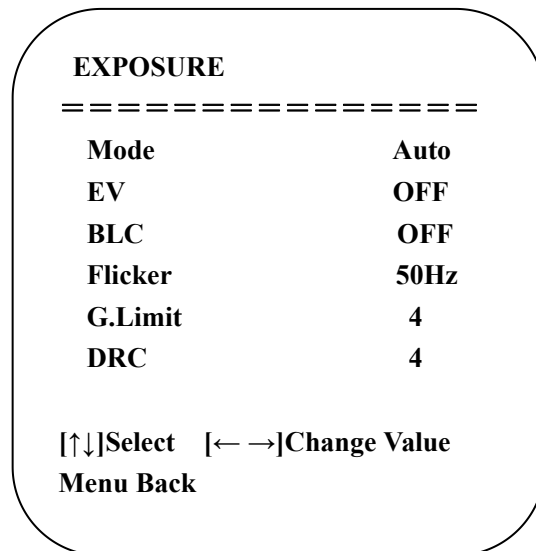 EXPOSURE
===============
Mode Auto
EV OFF
BLC OFF
Flicker 50Hz
G.Limit 4
DRC 4
[↑↓]Select [← →]Change Value
Menu Back